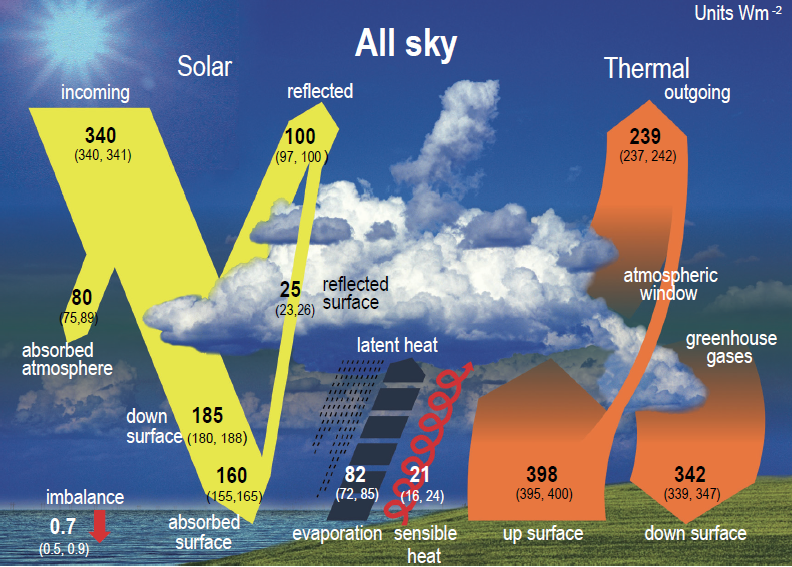 Units Wm-2
All sky
Solar
Thermal
incoming
reflected
outgoing
340
(340, 341)
100
(97, 100)
239
(237, 242)
80
(75,89)
absorbed
atmosphere
25
(23,26)
reflected
surface
atmospheric
window
latent heat
greenhouse
gases
down
surface
185
(180, 188)
160
(155,165)
absorbed
surface
82
(72, 85)
evaporation
21
(16, 24)
sensible
heat
398
(395, 400)
up surface
342
(339, 347)
down surface
imbalance
0.7
(0.5, 0.9)